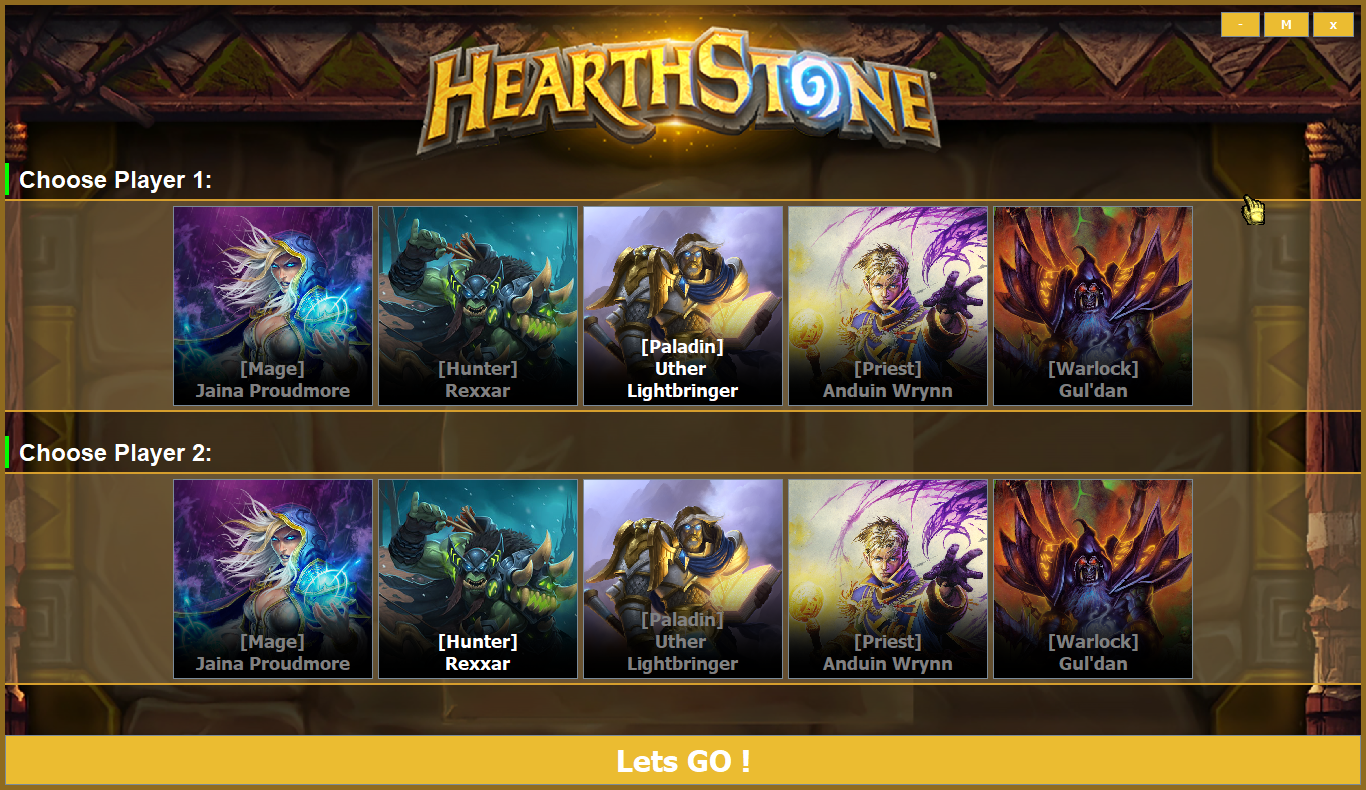 - M x
HEARTHSTONE
Choose Player 1:
[Mage]
Jaina Proudmore
[Hunter]
Rexxar
[Paladin]
Uther
Lightbringer
[Priest]
Anduin Wrynn
[Warlock]
Gul'dan
Choose Player 2:
[Mage]
Jaina Proudmore
[Hunter]
Rexxar
[Paladin]
Uther
Lightbringer
[Priest]
Anduin Wrynn
[Warlock]
Gul'dan
Lets GO !